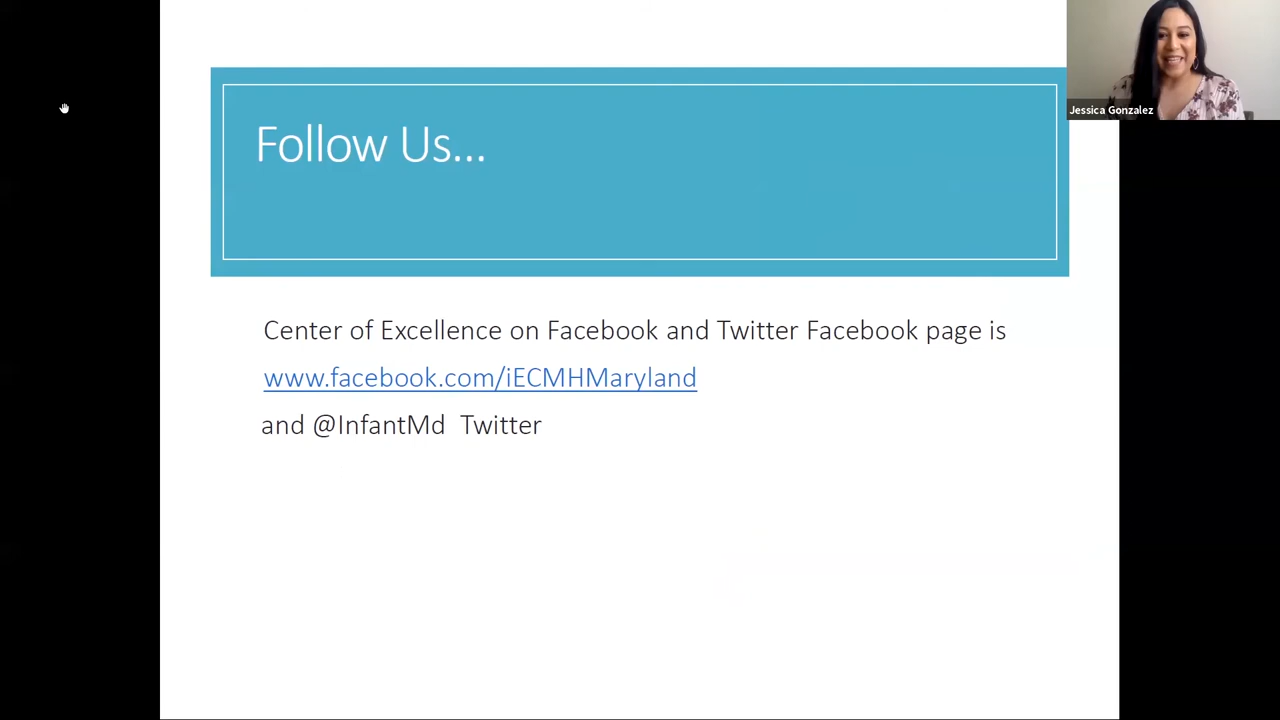 Follow Us...
Jessica Gonzalez
Center of Excellence on Facebook and Twitter Facebook page is
www.facebook.com/iECMHMaryland
and @InfantMd Twitter